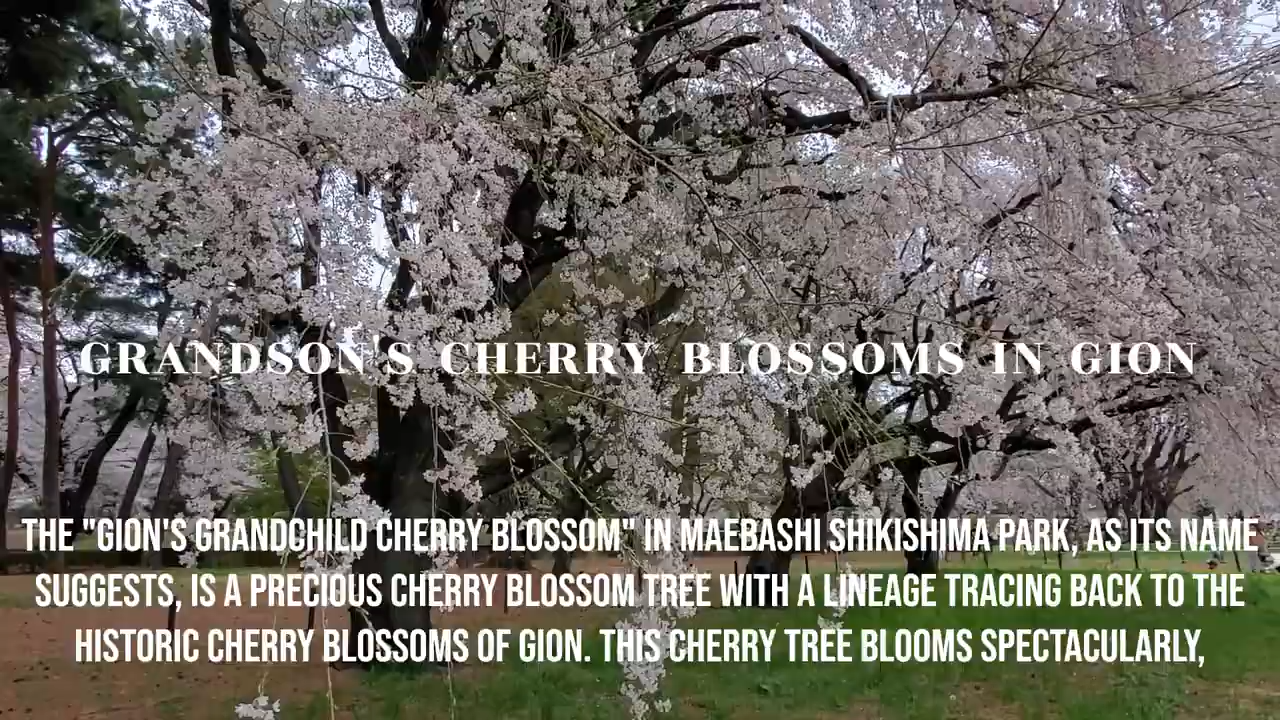 GRANDSON'S CHERRY BLOSSOMS IN GION
THE "GION'S GRANDCHILD CHERRY BLOSSOM" IN MAEBASHI SHIKISHIMA PARK, AS ITS NAME
SUGGESTS, IS A PRECIOUS CHERRY BLOSSOM TREE WITH A LINEAGE TRACING BACK TO THE
HISTORIC CHERRY BLOSSOMS OF GION. THIS CHERRY TREE BLOOMS SPECTACULARLY,